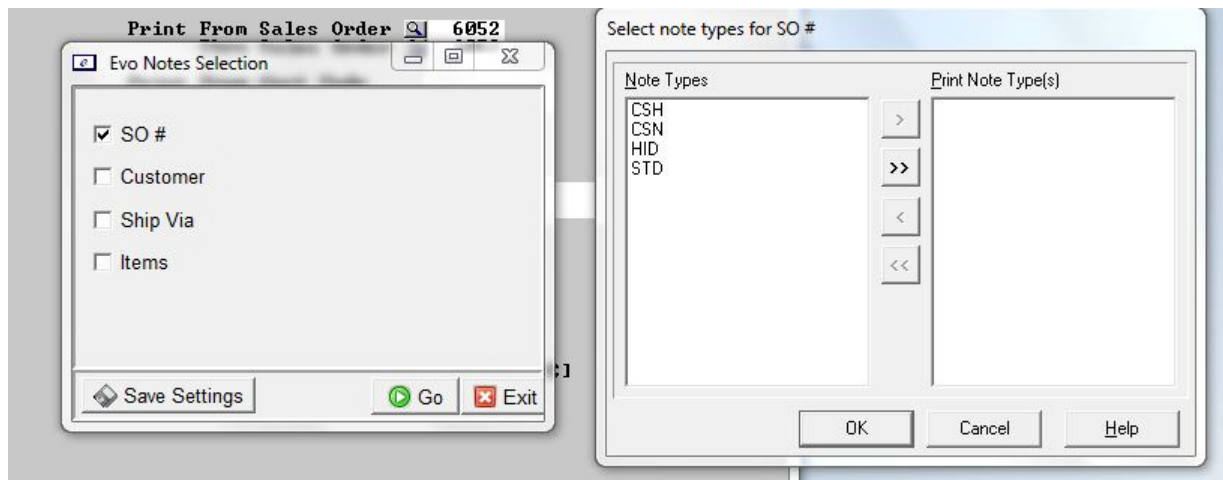 Print From Sales Order 6052
Evo Notes Selection
SO #
Customer
Ship Via
Items
Save Settings
Go
Exit
Select note types for SO #
Note Types
Print Note Type(s)
CSH
CSN
HID
STD
>
>>
<
<<
OK
Cancel
Help